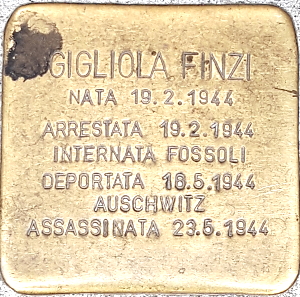 GIGLIOLA FINZI
NATA 19.2.1944
ARRESTATA 19.2.1944
INTERNATA FOSSOLI
DEPORTATA 16.5.1944
AUSCHWITZ
ASSASSINATA 23.5.1944